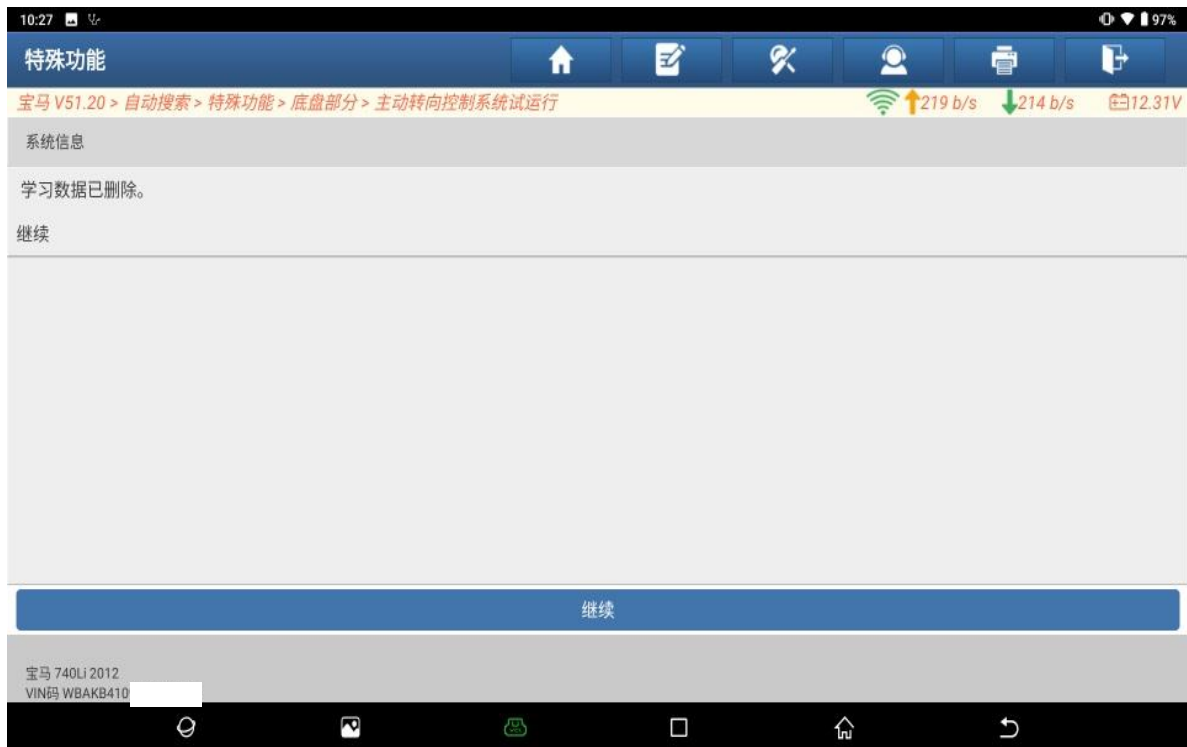 10:27 97%
特殊功能
宝马 V51.20 > 自动搜索 > 特殊功能 > 底盘部分 > 主动转向控制系统试运行 219 b/s 214 b/s 12.31V
系统信息
学习数据已删除。
继续
继续
宝马 740Li 2012
VIN码 WBAKB410